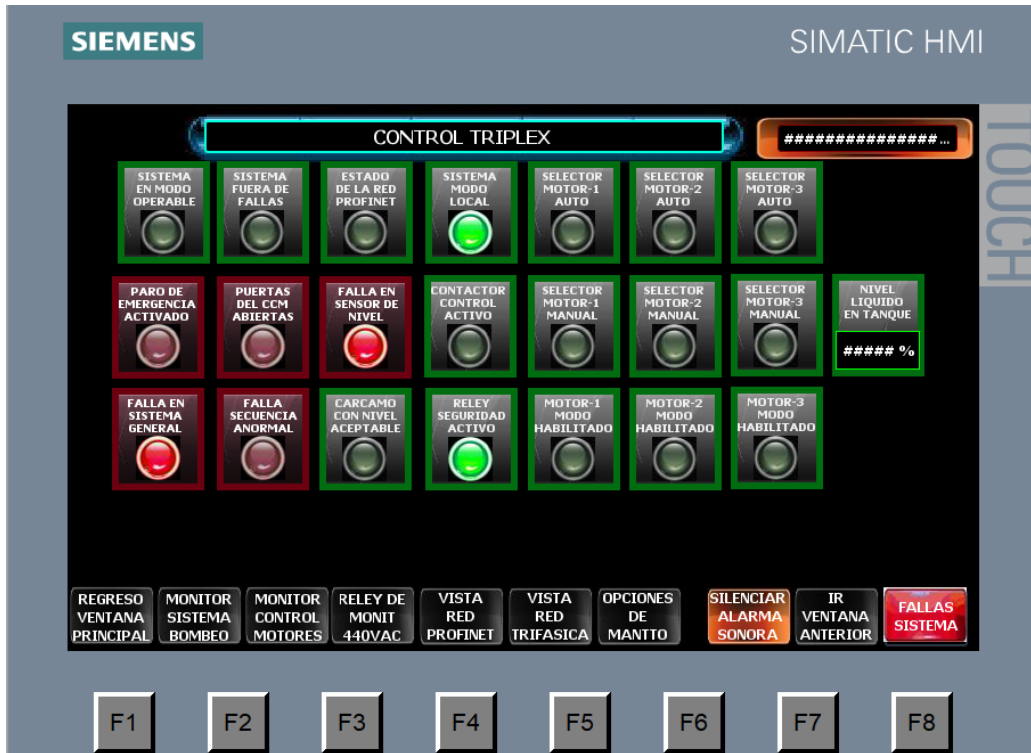 SIEMENS
SIMATIC HMI
TOUCH
CONTROL TRIPLEX
###############...
SISTEMA
EN MODO
OPERABLE
SISTEMA
FUERA DE
FALLAS
ESTADO
DE LA RED
PROFINET
SISTEMA
MODO
LOCAL
SELECTOR
MOTOR-1
AUTO
SELECTOR
MOTOR-2
AUTO
SELECTOR
MOTOR-3
AUTO
PARO DE
EMERGENCIA
ACTIVADO
PUERTAS
DEL CCM
ABIERTAS
FALLA EN
SENSOR DE
NIVEL
CONTACTOR
CONTROL
ACTIVO
SELECTOR
MOTOR-1
MANUAL
SELECTOR
MOTOR-2
MANUAL
SELECTOR
MOTOR-3
MANUAL
NIVEL
LIQUIDO
EN TANQUE
##### %
FALLA EN
SISTEMA
GENERAL
FALLA
SECUENCIA
ANORMAL
CARCAMO
CON NIVEL
ACEPTABLE
RELEY
SEGURIDAD
ACTIVO
MOTOR-1
MODO
HABILITADO
MOTOR-2
MODO
HABILITADO
MOTOR-3
MODO
HABILITADO
REGRESO
VENTANA
PRINCIPAL
MONITOR
SISTEMA
BOMBEO
MONITOR
CONTROL
MOTORES
RELEY DE
MONIT
440VAC
VISTA
RED
PROFINET
VISTA
RED
TRIFASICA
OPCIONES
DE
MANTTO
SILENCIAR
ALARMA
SONORA
IR
VENTANA
ANTERIOR
FALLAS
SISTEMA
F1
F2
F3
F4
F5
F6
F7
F8